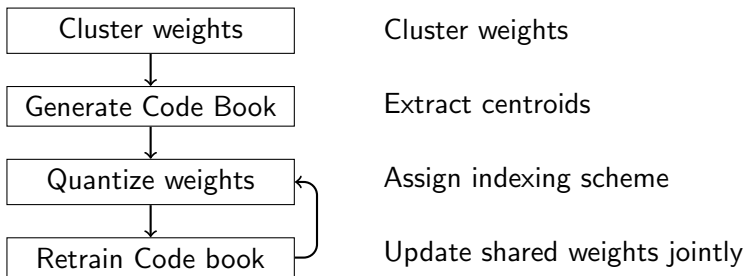 Cluster weights
Cluster weights
Generate Code Book
Extract centroids
Quantize weights
Assign indexing scheme
Retrain Code book
Update shared weights jointly